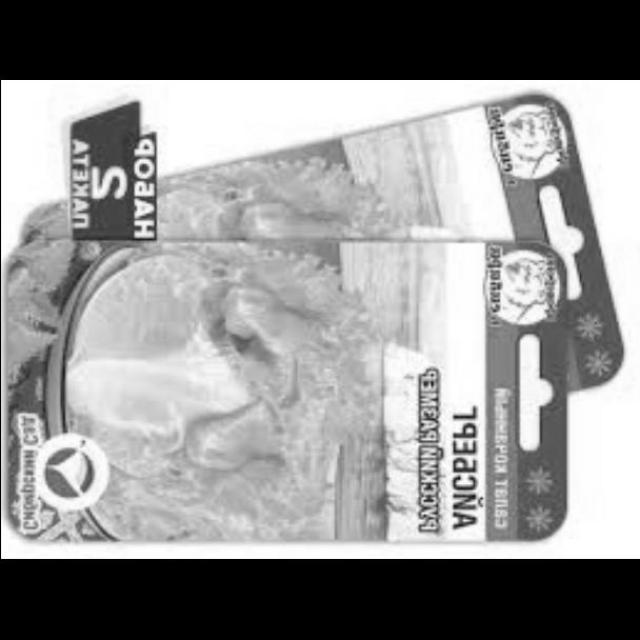 НАБОР
2
ПАКЕТА
САЛАТ КОЧАННЫЙ
АЙСБЕРГ
РУССКИЙ РАЗМЕР
СИБИРСКИЙ САД